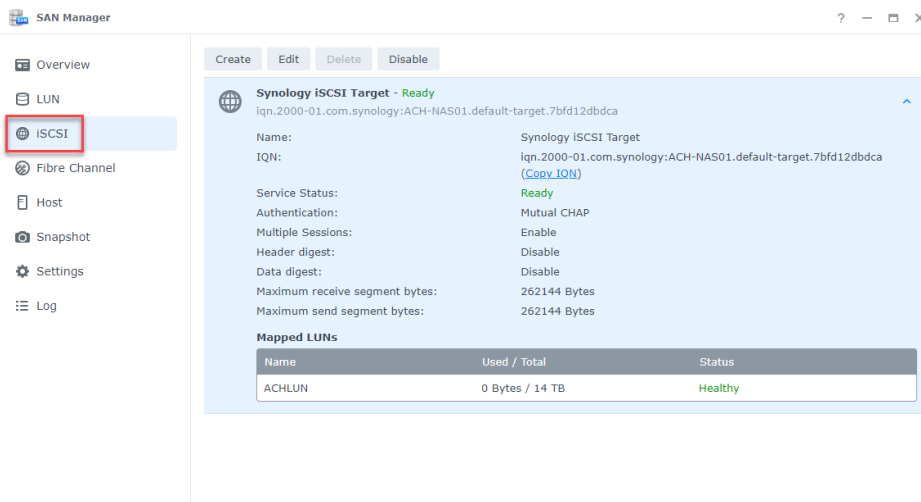 SAN Manager
?
Overview
LUN
iSCSI
Fibre Channel
Host
Snapshot
Settings
Log
Create Edit Delete Disable
Synology iSCSI Target - Ready
iqn.2000-01.com.synology:ACH-NAS01.default-target.7bfd12dbdca
Name: Synology iSCSI Target
IQN: iqn.2000-01.com.synology:ACH-NAS01.default-target.7bfd12dbdca
(Copy IQN)
Service Status: Ready
Authentication: Mutual CHAP
Multiple Sessions: Enable
Header digest: Disable
Data digest: Disable
Maximum receive segment bytes: 262144 Bytes
Maximum send segment bytes: 262144 Bytes
Mapped LUNs
Name Used / Total Status
ACHLUN 0 Bytes / 14 TB Healthy